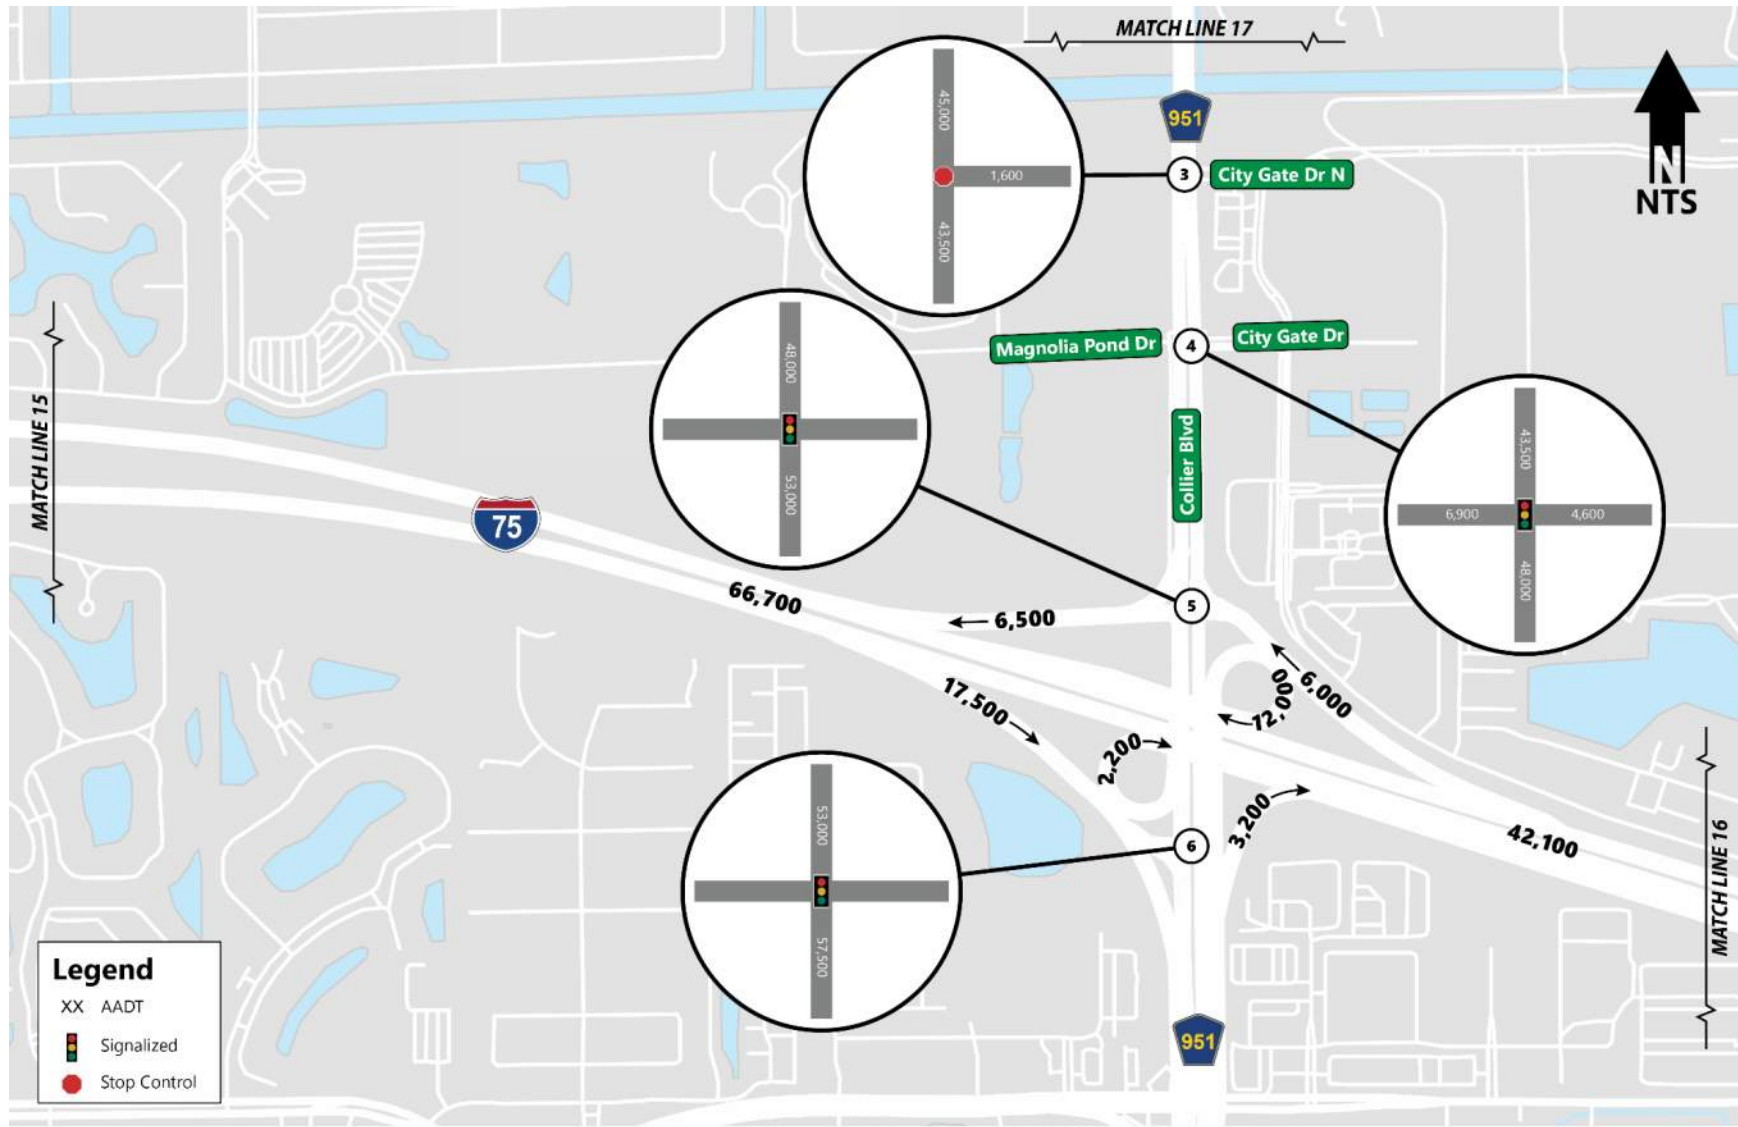 MATCH LINE 17
951
N
NTS
45,000
1,600
43,500
3
City Gate Dr N
Magnolia Pond Dr
4
City Gate Dr
48,000
53,000
Collier Blvd
43,500
6,900
4,600
48,000
MATCH LINE 15
75
66,700
6,500
5
17,500
12,000
6,000
2,200
3,200
42,100
53,000
57,500
6
MATCH LINE 16
951
Legend
XX AADT
Signalized
Stop Control